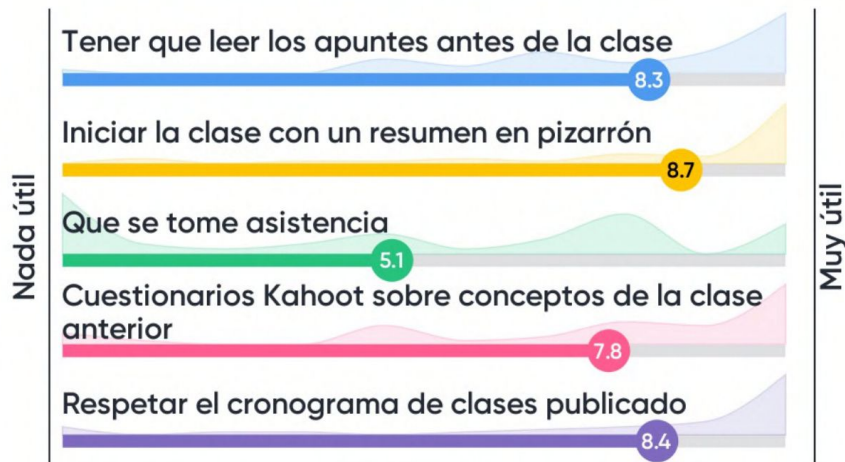 Tener que leer los apuntes antes de la clase
8.3
Iniciar la clase con un resumen en pizarrón
8.7
Nada útil
Muy útil
Que se tome asistencia
5.1
Cuestionarios Kahoot sobre conceptos de la clase
anterior
7.8
Respetar el cronograma de clases publicado
8.4